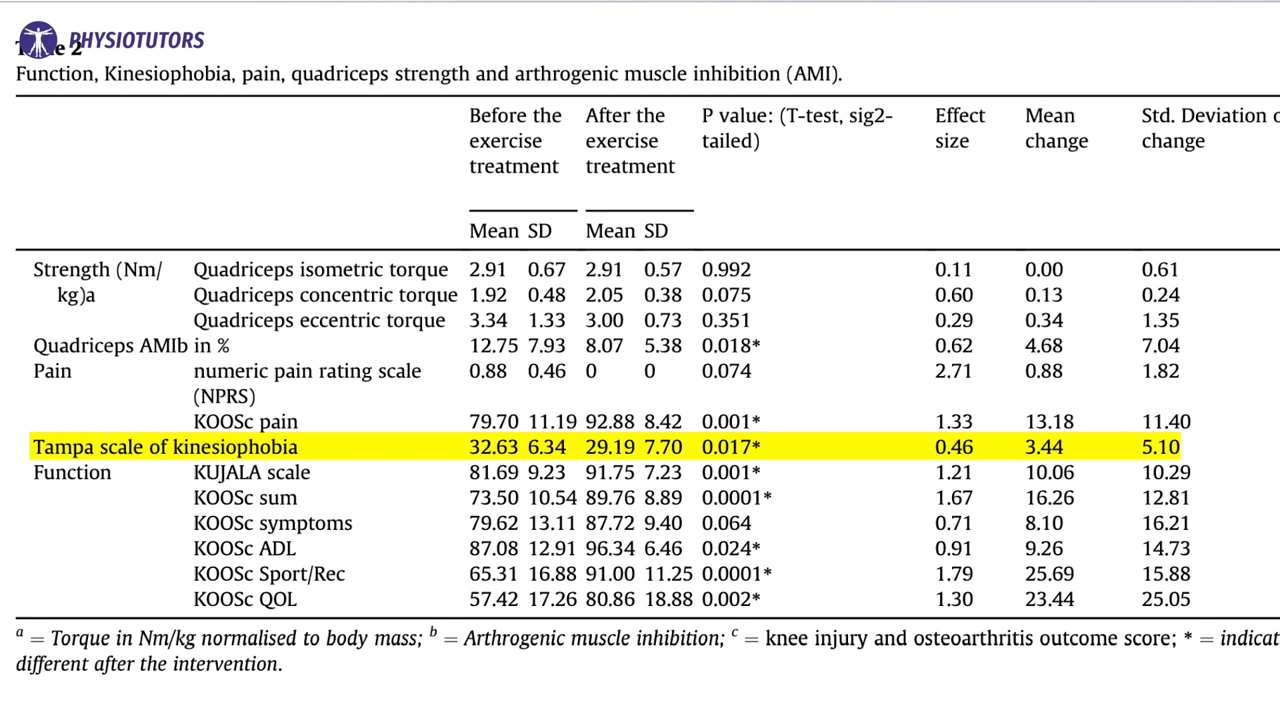 PHYSIOTUTORS
e 2
Function, Kinesiophobia, pain, quadriceps strength and arthrogenic muscle inhibition (AMI).
Before the exercise treatment After the exercise treatment P value: (T-test, sig2-tailed) Effect size Mean change Std. Deviation change
Mean SD Mean SD
Strength (Nm/kg)a Quadriceps isometric torque 2.91 0.67 2.91 0.57 0.992 0.11 0.00 0.61
Quadriceps concentric torque 1.92 0.48 2.05 0.38 0.075 0.60 0.13 0.24
Quadriceps eccentric torque 3.34 1.33 3.00 0.73 0.351 0.29 0.34 1.35
Quadriceps AMIb in % 12.75 7.93 8.07 5.38 0.018* 0.62 4.68 7.04
Pain numeric pain rating scale (NPRS) 0.88 0.46 0 0 0.074 2.71 0.88 1.82
KOOSc pain 79.70 11.19 92.88 8.42 0.001* 1.33 13.18 11.40
Tampa scale of kinesiophobia 32.63 6.34 29.19 7.70 0.017* 0.46 3.44 5.10
Function KUJALA scale 81.69 9.23 91.75 7.23 0.001* 1.21 10.06 10.29
KOOSc sum 73.50 10.54 89.76 8.89 0.0001* 1.67 16.26 12.81
KOOSc symptoms 79.62 13.11 87.72 9.40 0.064 0.71 8.10 16.21
KOOSc ADL 87.08 12.91 96.34 6.46 0.024* 0.91 9.26 14.73
KOOSc Sport/Rec 65.31 16.88 91.00 11.25 0.0001* 1.79 25.69 15.88
KOOSc QOL 57.42 17.26 80.86 18.88 0.002* 1.30 23.44 25.05
a = Torque in Nm/kg normalised to body mass; b = Arthrogenic muscle inhibition; c = knee injury and osteoarthritis outcome score; * = indicat
different after the intervention.